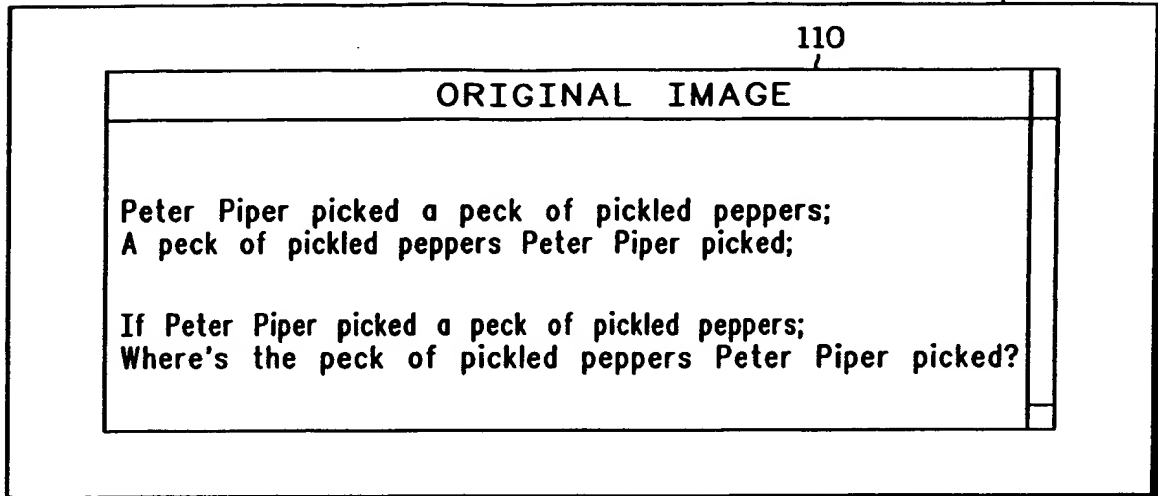 110
ORIGINAL IMAGE
Peter Piper picked a peck of pickled peppers;
A peck of pickled peppers Peter Piper picked;
If Peter Piper picked a peck of pickled peppers;
Where's the peck of pickled peppers Peter Piper picked?